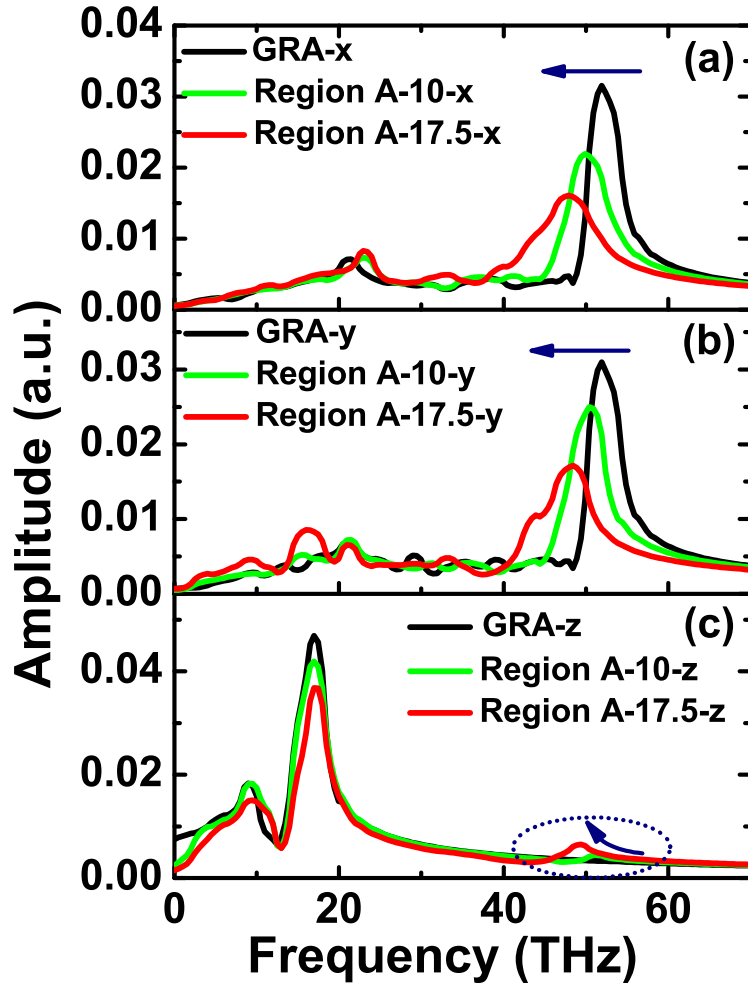 0.04
GRA-x
(a)
Region A-10-x
0.03
Region A-17.5-x
0.02
0.01
0.00
GRA-y
(b)
0.03
Region A-10-y
Region A-17.5-y
0.02
0.01
0.00
GRA-z
(c)
0.04
Region A-10-z
Region A-17.5-z
0.02
0.00
0
20
40
60
Frequency (THz)
Amplitude (a.u.)